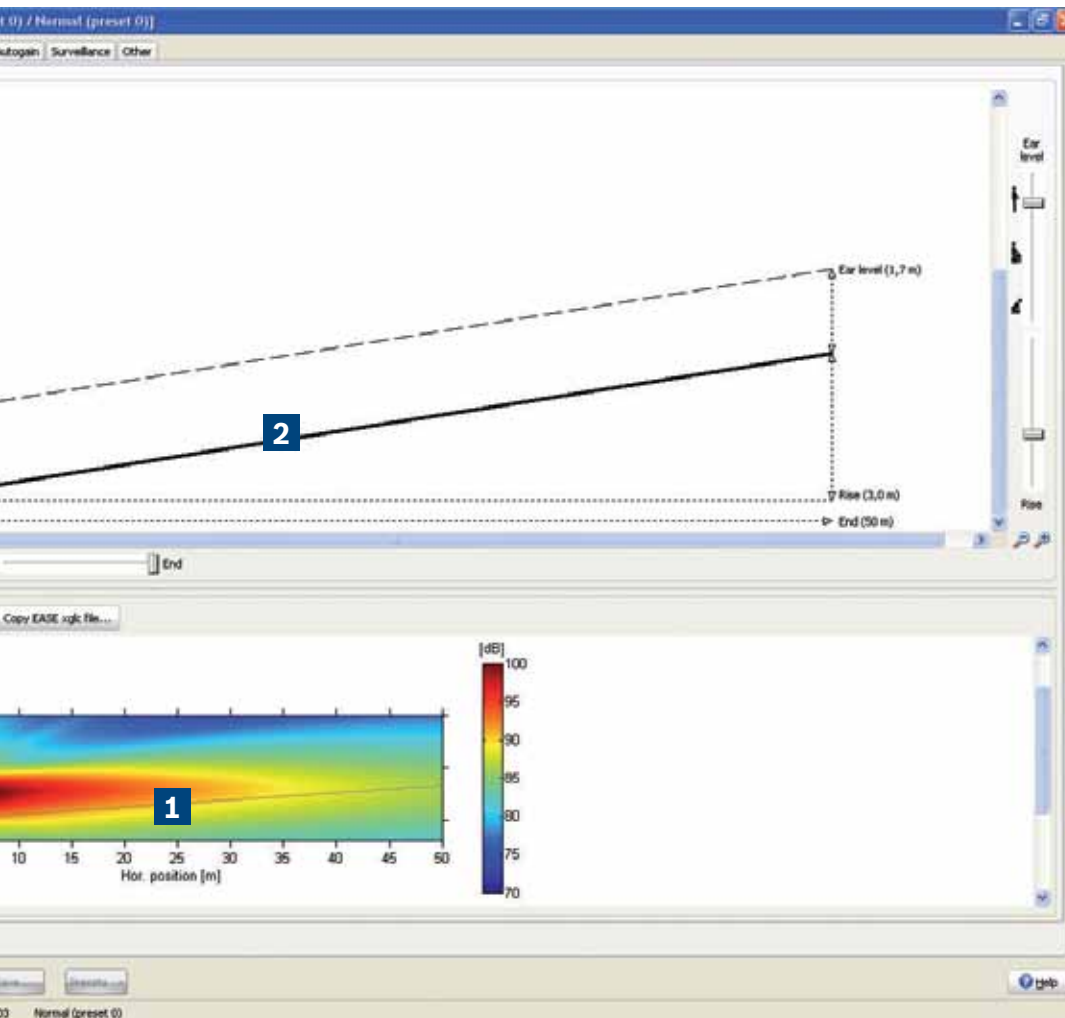 t 0) / Normal (preset 0)]
utogain Surveillance Other
Ear
level
Ear level (1,7 m)
2
Rise (3,0 m)
Rise
End (50 m)
End
Copy EASE xglc file...
[dB]
100
95
90
85
80
75
70
1
10 15 20 25 30 35 40 45 50
Hor. position [m]
Help
03 Normal (preset 0)